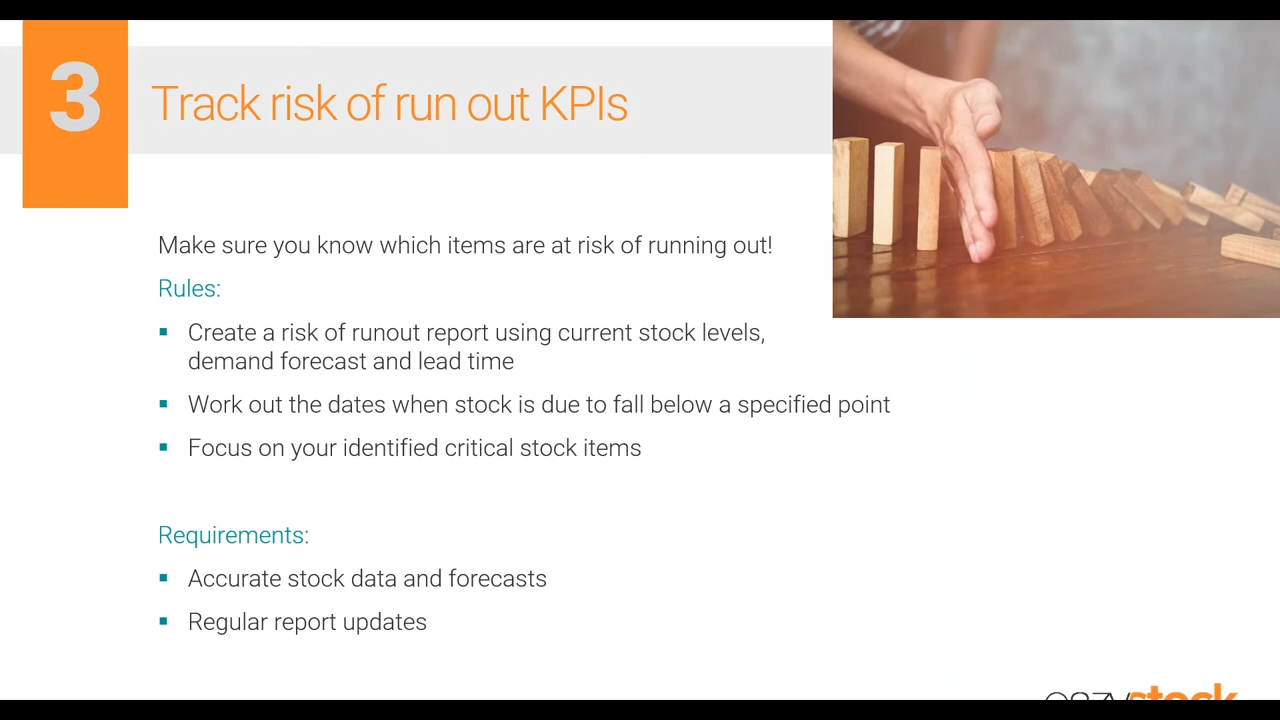 3
Track risk of run out KPIs
Make sure you know which items are at risk of running out!
Rules:
▪ Create a risk of runout report using current stock levels,
demand forecast and lead time
▪ Work out the dates when stock is due to fall below a specified point
▪ Focus on your identified critical stock items
Requirements:
▪ Accurate stock data and forecasts
▪ Regular report updates
eazystock